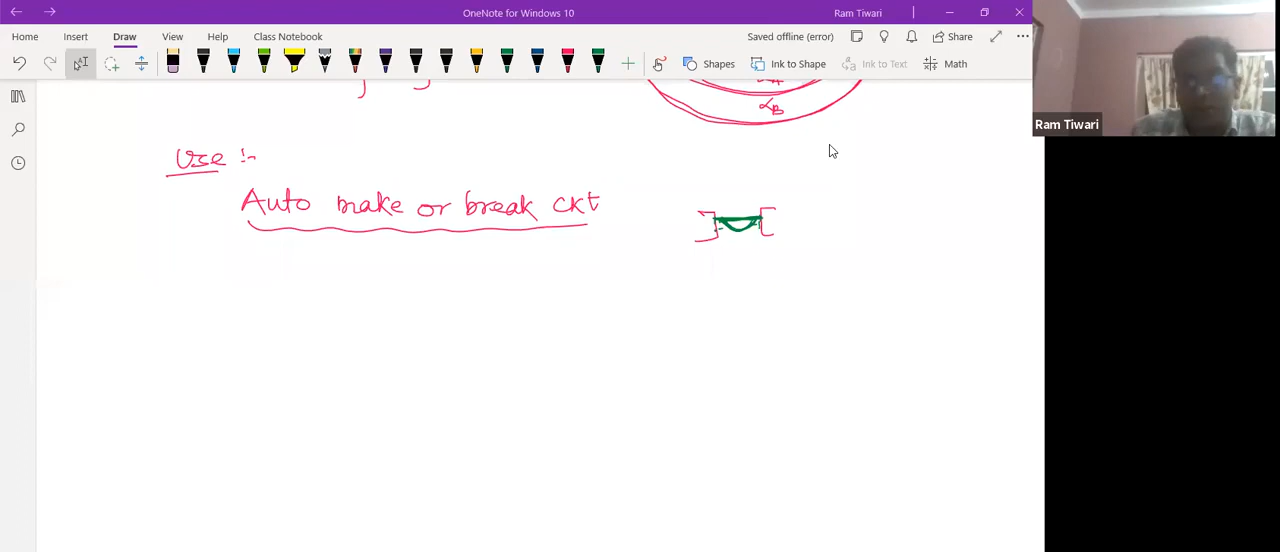 OneNote for Windows 10
Ram Tiwari
Home Insert Draw View Help Class Notebook
Saved offline (error) Share
Shapes Ink to Shape Ink to Text Math
αB
Ram Tiwari
Use :-
Auto make or break ckt